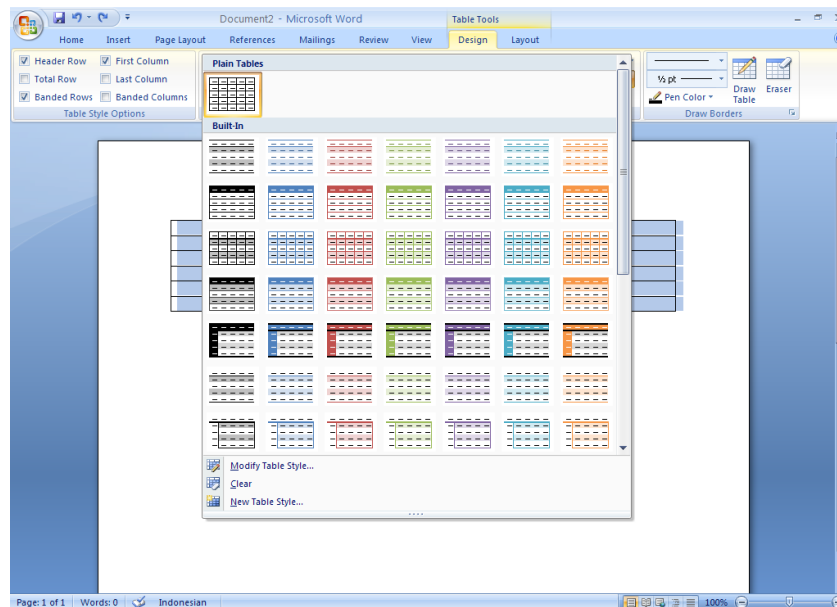 Document2 - Microsoft Word
Table Tools
Home Insert Page Layout References Mailings Review View Design Layout
Header Row First Column
Total Row Last Column
Banded Rows Banded Columns
Table Style Options
Plain Tables
Built-In
Modify Table Style...
Clear
New Table Style...
½ pt
Pen Color
Draw Table
Eraser
Draw Borders
Page: 1 of 1 Words: 0 Indonesian 100%